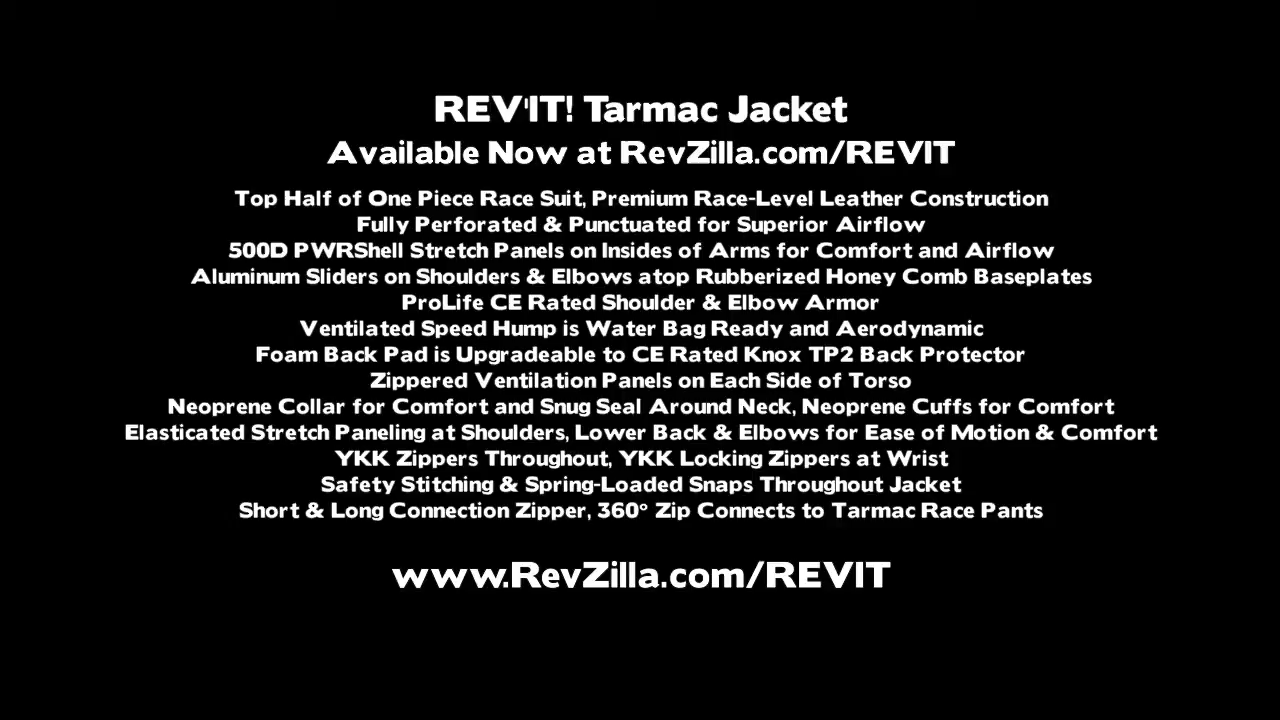 REV'IT! Tarmac Jacket
Available Now at RevZilla.com/REVIT
Top Half of One Piece Race Suit, Premium Race-Level Leather Construction
Fully Perforated & Punctuated for Superior Airflow
500D PWRShell Stretch Panels on Insides of Arms for Comfort and Airflow
Aluminum Sliders on Shoulders & Elbows atop Rubberized Honey Comb Baseplates
ProLife CE Rated Shoulder & Elbow Armor
Ventilated Speed Hump is Water Bag Ready and Aerodynamic
Foam Back Pad is Upgradeable to CE Rated Knox TP2 Back Protector
Zippered Ventilation Panels on Each Side of Torso
Neoprene Collar for Comfort and Snug Seal Around Neck, Neoprene Cuffs for Comfort
Elasticated Stretch Paneling at Shoulders, Lower Back & Elbows for Ease of Motion & Comfort
YKK Zippers Throughout, YKK Locking Zippers at Wrist
Safety Stitching & Spring-Loaded Snaps Throughout Jacket
Short & Long Connection Zipper, 360° Zip Connects to Tarmac Race Pants
www.RevZilla.com/REVIT